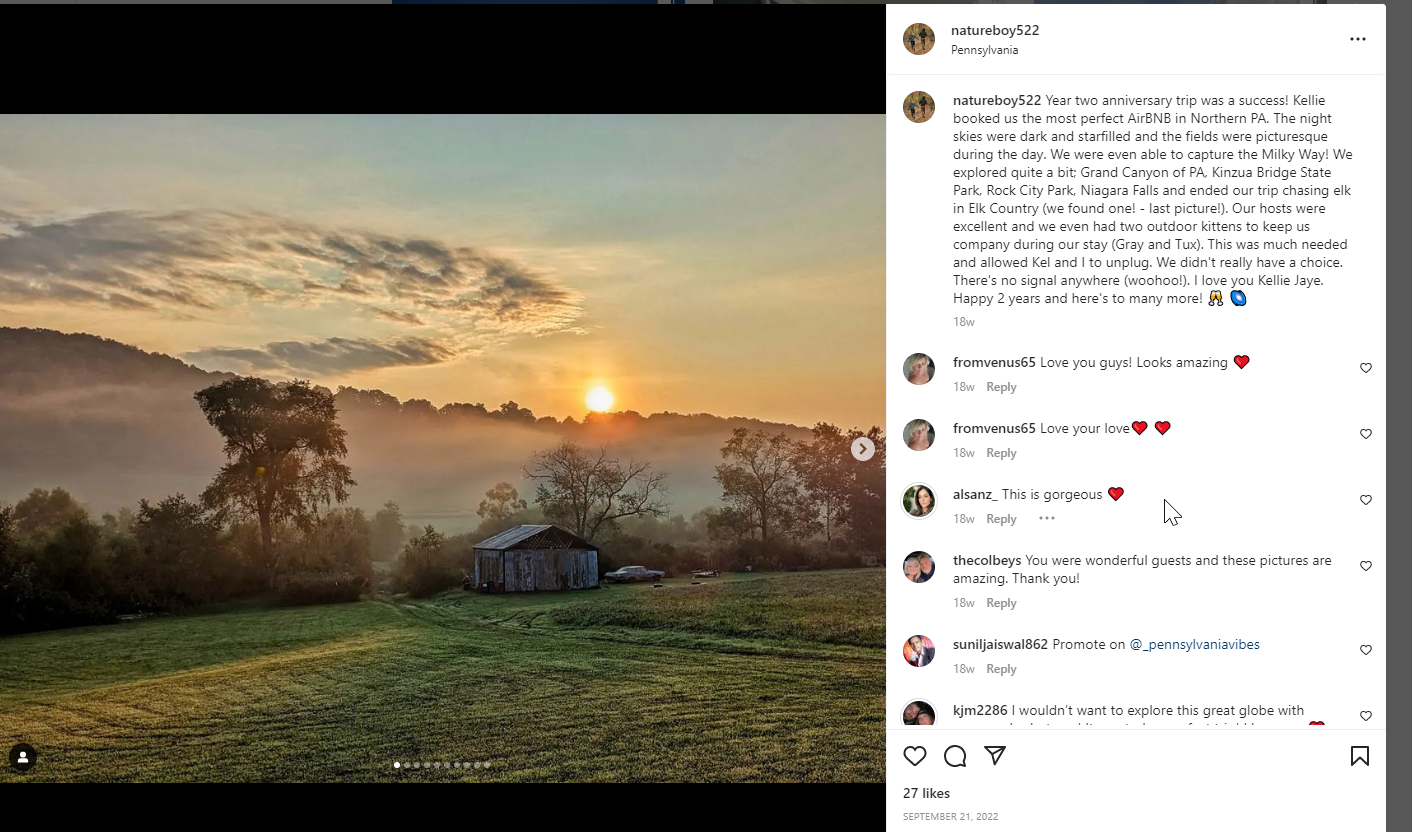 natureboy522
Pennsylvania
natureboy522 Year two anniversary trip was a success! Kellie
booked us the most perfect AirBNB in Northern PA. The night
skies were dark and starfilled and the fields were picturesque
during the day. We were even able to capture the Milky Way! We
explored quite a bit; Grand Canyon of PA, Kinzua Bridge State
Park, Rock City Park, Niagara Falls and ended our trip chasing elk
in Elk Country (we found one! - last picture!). Our hosts were
excellent and we even had two outdoor kittens to keep us
company during our stay (Gray and Tux). This was much needed
and allowed Kel and I to unplug. We didn't really have a choice.
There's no signal anywhere (woohoo!). I love you Kellie Jaye.
Happy 2 years and here's to many more! 🥂 🌌
18w
fromvenus65 Love you guys! Looks amazing ❤️
18w Reply
fromvenus65 Love your love❤️ ❤️
18w Reply
alsanz_ This is gorgeous ❤️
18w Reply
thecolbeys You were wonderful guests and these pictures are
amazing. Thank you!
18w Reply
suniljaiswal862 Promote on @_pennsylvaniavibes
18w Reply
kjm2286 I wouldn't want to explore this great globe with
27 likes
SEPTEMBER 21, 2022